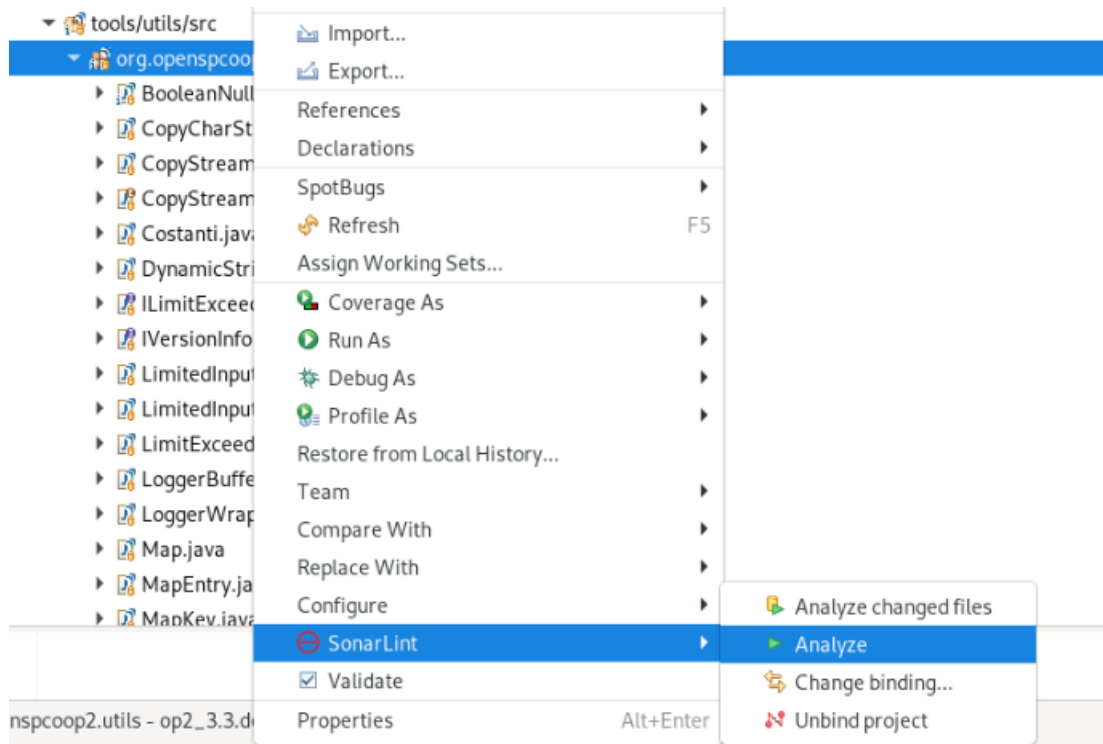 tools/utils/src
org.openspcoo
BooleanNull
CopyCharSt
CopyStream
CopyStream
Costanti.java
DynamicStri
ILimitExceed
IVersionInfo
LimitedInput
LimitedInput
LimitExceed
LoggerBuffe
LoggerWrap
Map.java
MapEntry.ja
MapKey.java
nspcoop2.utils - op2_3.3.d
Import...
Export...
References
Declarations
SpotBugs
Refresh F5
Assign Working Sets...
Coverage As
Run As
Debug As
Profile As
Restore from Local History...
Team
Compare With
Replace With
Configure
SonarLint
Validate
Properties Alt+Enter
Analyze changed files
Analyze
Change binding...
Unbind project